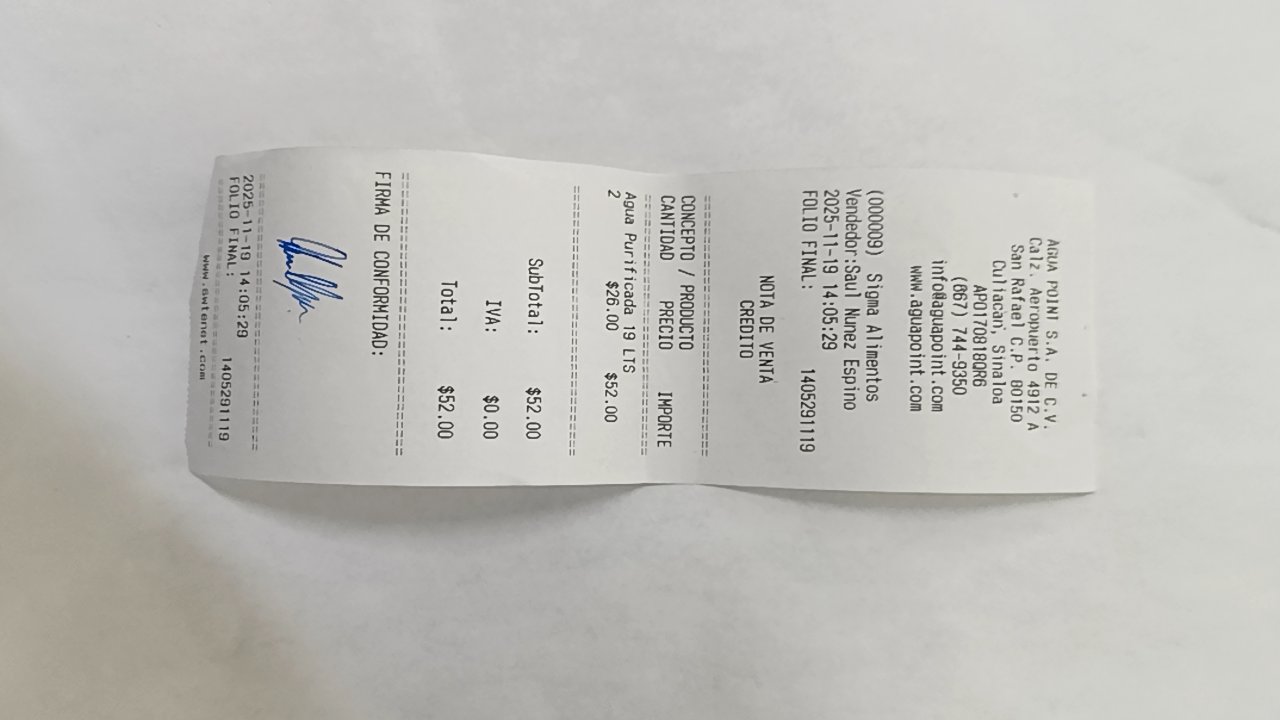 AGUA POINT S.A. DE C.V.
Calz. Aeropuerto 4912 A
San Rafael C.P. 80150
Culiacan, Sinaloa
APO170818QR6
(667) 744-9350
info@aguapoint.com
www.aguapoint.com
(000009) Sigma Alimentos
Vendedor:Saul Nunez Espino
2025-11-19 14:05:29
FOLIO FINAL: 1405291119
NOTA DE VENTA
CREDITO
CONCEPTO / PRODUCTO
CANTIDAD PRECIO IMPORTE
Agua Purificada 19 LTS
2 $26.00 $52.00
SubTotal: $52.00
IVA: $0.00
Total: $52.00
FIRMA DE CONFORMIDAD:
2025-11-19 14:05:29
FOLIO FINAL: 1405291119